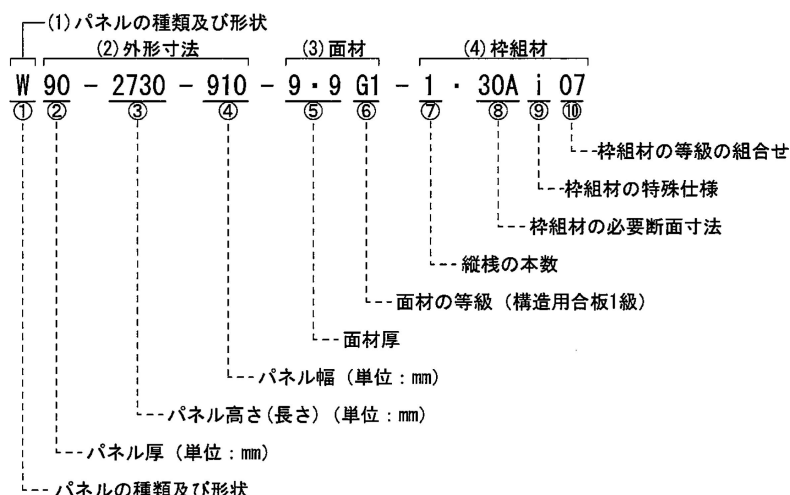 (1)パネルの種類及び形状
(2)外形寸法 (3)面材 (4)枠組材
W 90 - 2730 - 910 - 9・9 G1 - 1・30A i 07
① ② ③ ④ ⑤ ⑥ ⑦ ⑧ ⑨ ⑩
枠組材の等級の組合せ
枠組材の特殊仕様
枠組材の必要断面寸法
縦桟の本数
面材の等級（構造用合板1級）
面材厚
パネル幅（単位：㎜）
パネル高さ(長さ)（単位：㎜）
パネル厚（単位：㎜）
パネルの種類及び形状